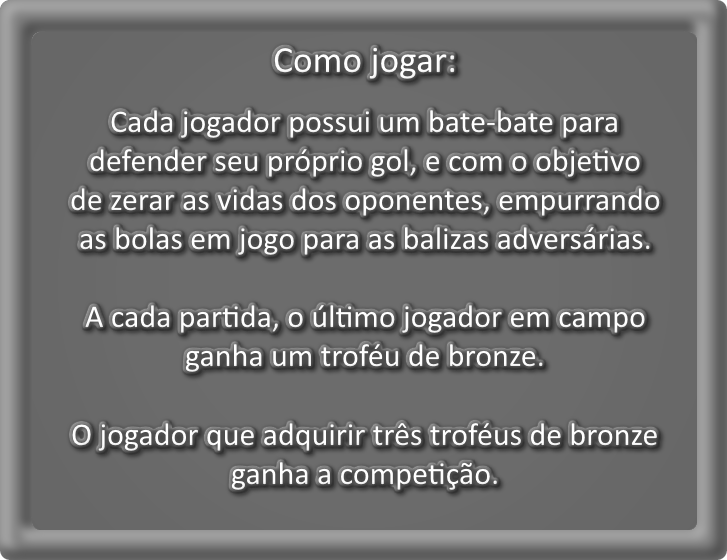 Como jogar:
Cada jogador possui um bate-bate para
defender seu próprio gol, e com o objetivo
de zerar as vidas dos oponentes, empurrando
as bolas em jogo para as balizas adversárias.
A cada partida, o último jogador em campo
ganha um troféu de bronze.
O jogador que adquirir três troféus de bronze
ganha a competição.